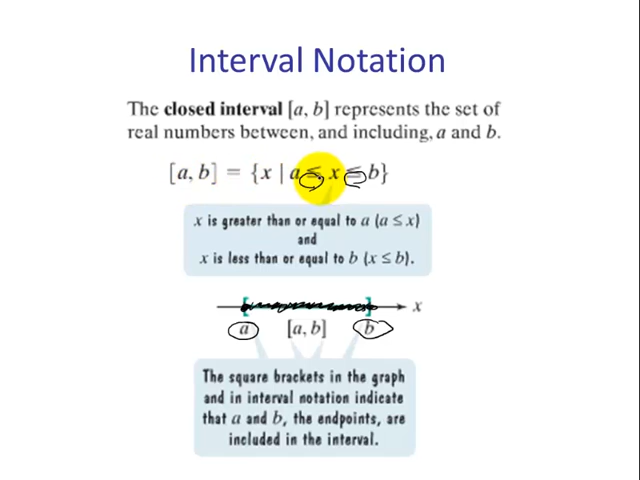 Interval Notation
The closed interval [a, b] represents the set of
real numbers between, and including, a and b.
[a, b] = {x | a ≤ x ≤ b}
x is greater than or equal to a (a ≤ x)
and
x is less than or equal to b (x ≤ b).
x
a [a, b] b
The square brackets in the graph
and in interval notation indicate
that a and b, the endpoints, are
included in the interval.